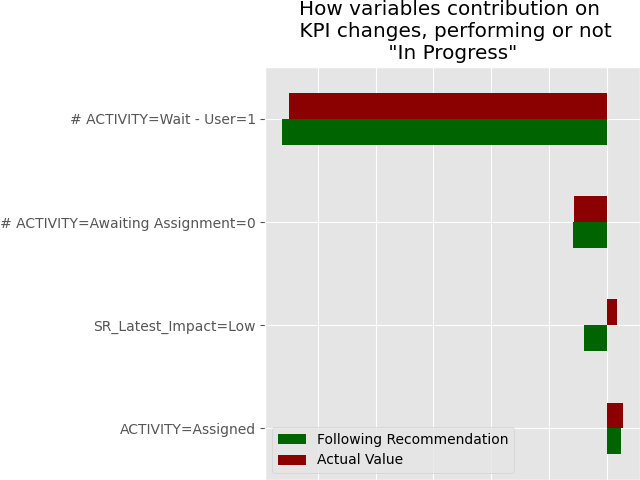 How variables contribution on
KPI changes, performing or not
"In Progress"
# ACTIVITY=Wait - User=1
# ACTIVITY=Awaiting Assignment=0
SR_Latest_Impact=Low
ACTIVITY=Assigned
Following Recommendation
Actual Value